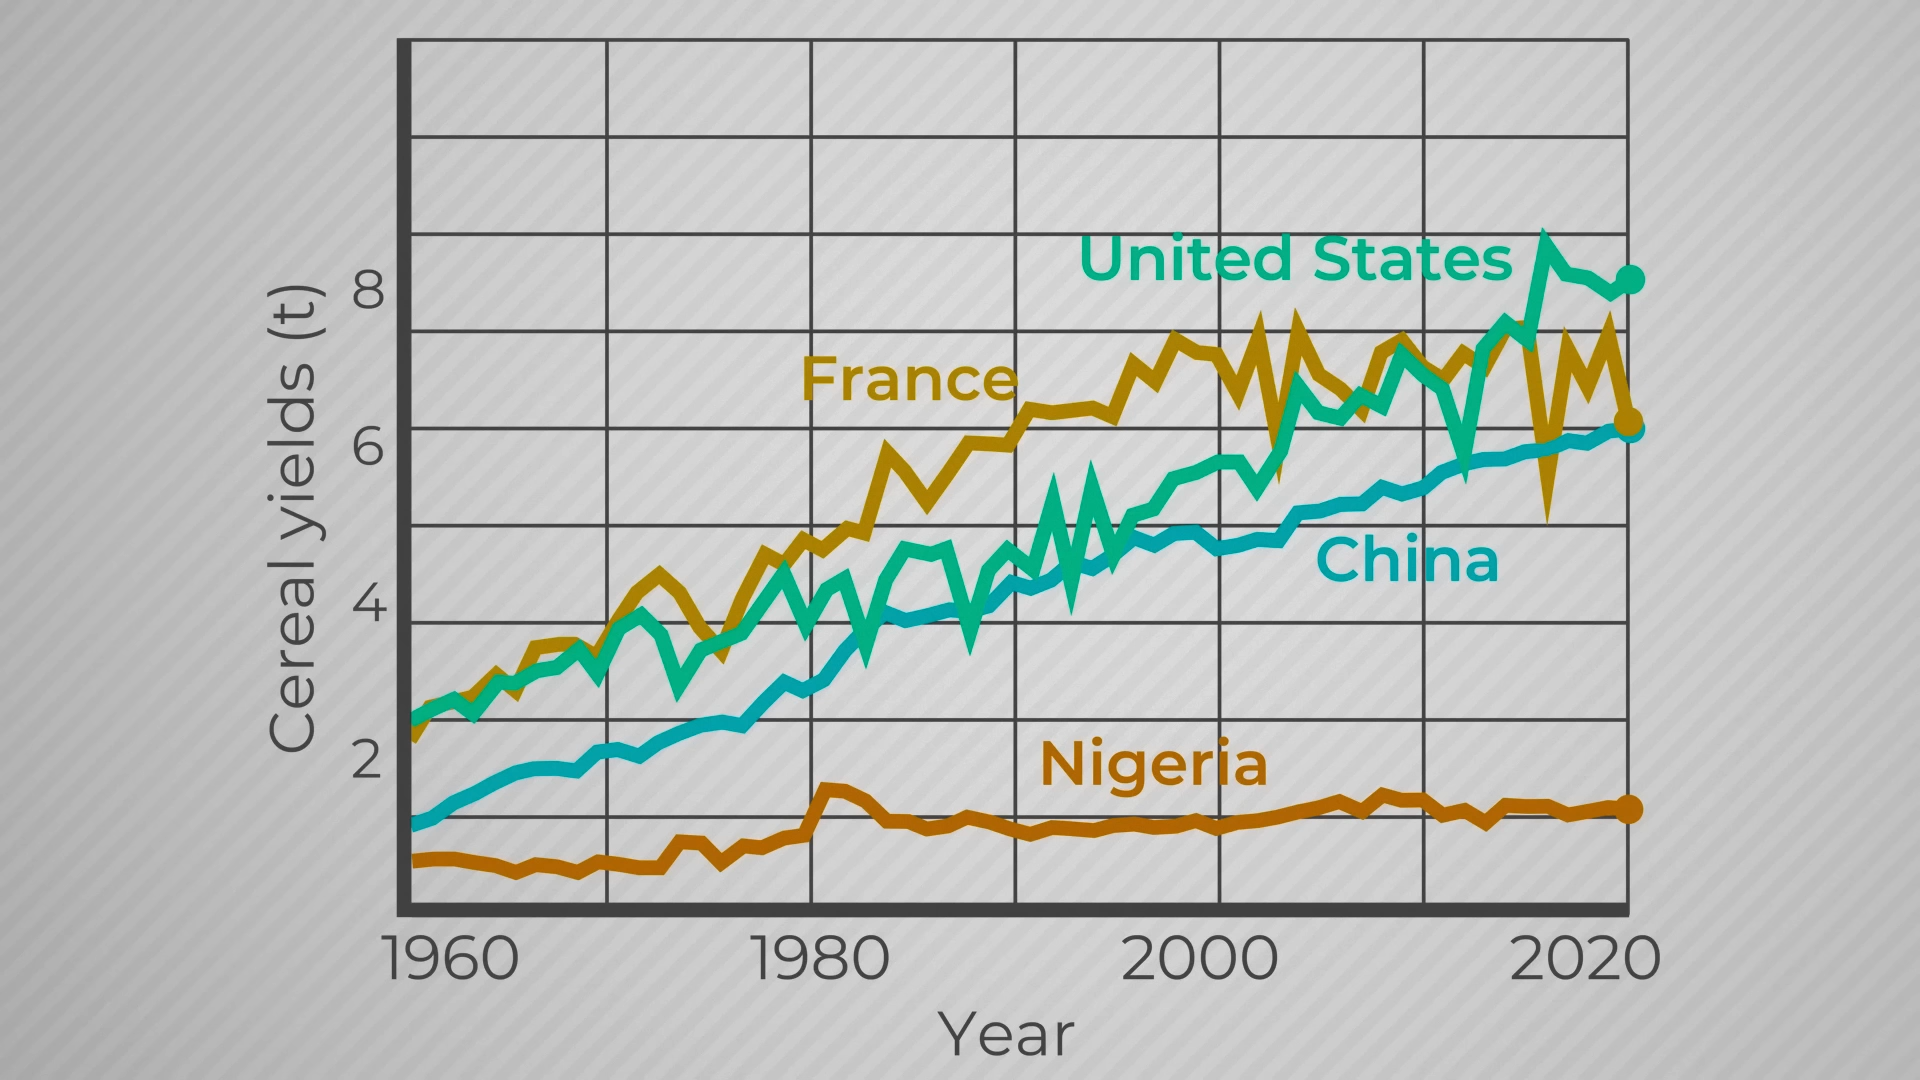 United States
France
China
Nigeria
Cereal yields (t)
8
6
4
2
1960
1980
2000
2020
Year